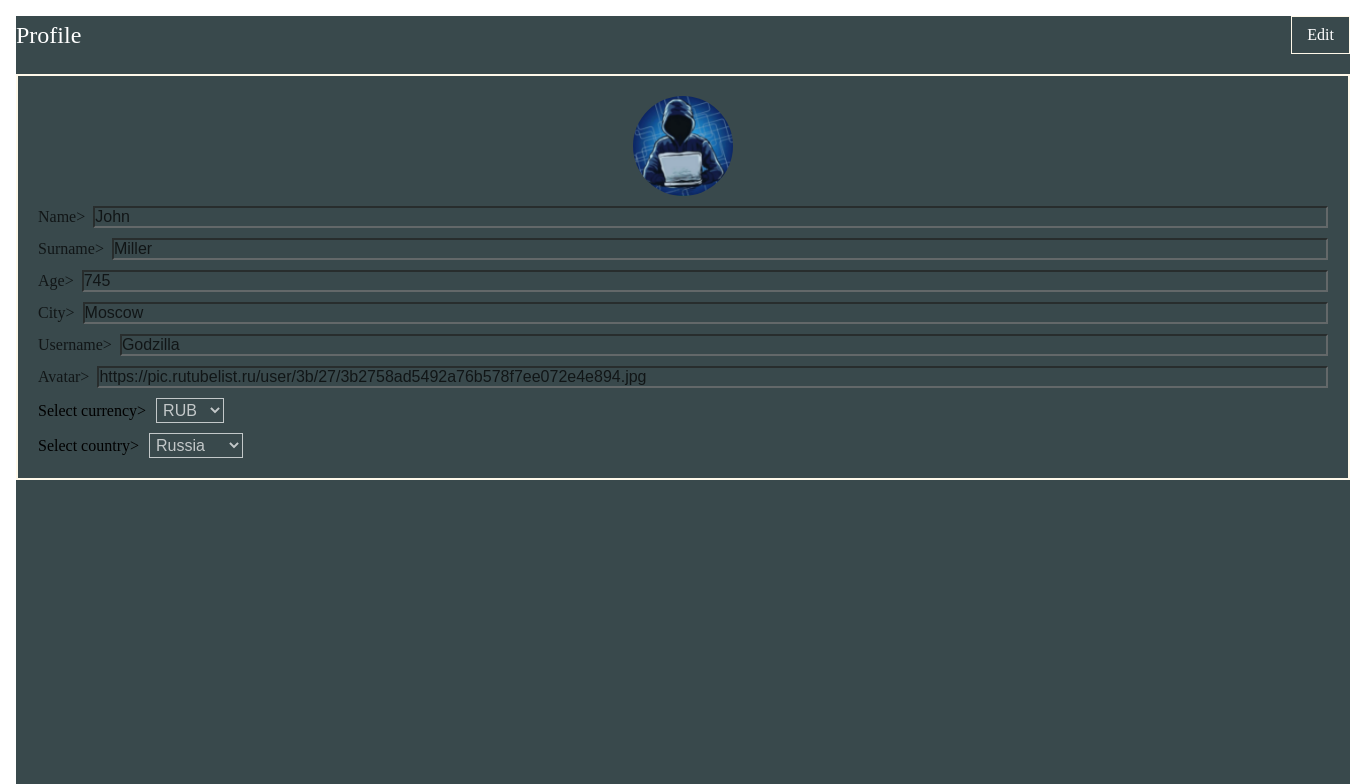 Profile
Edit
Name> John
Surname> Miller
Age> 745
City> Moscow
Username> Godzilla
Avatar> https://pic.rutubelist.ru/user/3b/27/3b2758ad5492a76b578f7ee072e4e894.jpg
Select currency> RUB
Select country> Russia